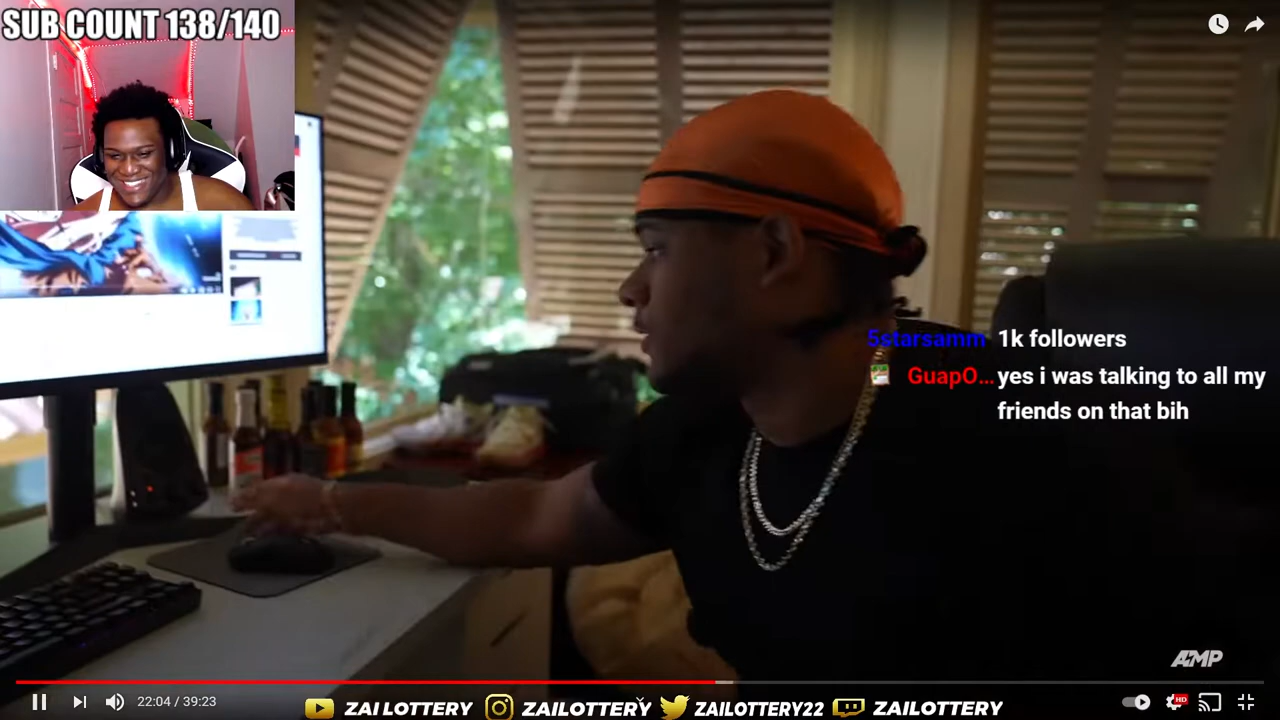 SUB COUNT 138/140
5starsamm 1k followers
GuapO... yes i was talking to all my
friends on that bih
AMP
HD
22:04 / 39:23
ZAI LOTTERY ZAILOTTERY ZAILOTTERY22 ZAILOTTERY